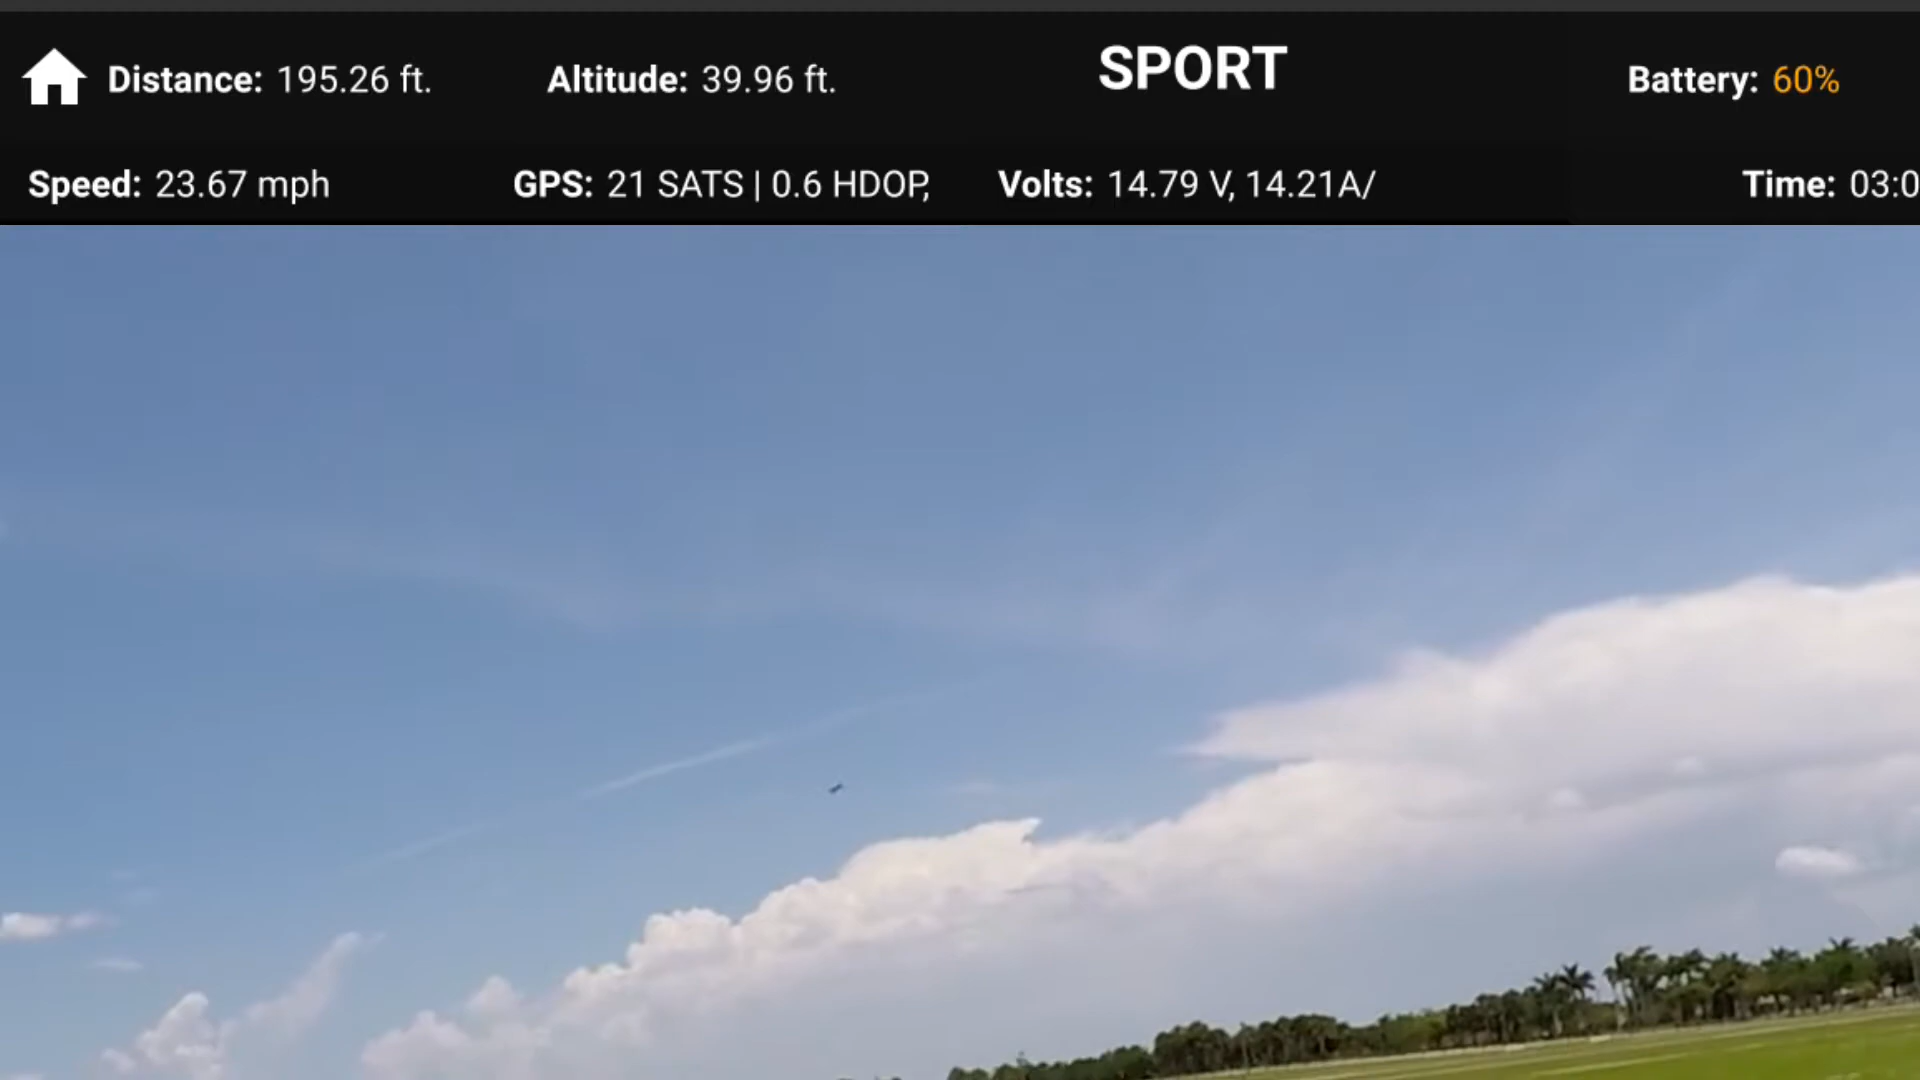 Distance: 195.26 ft. Altitude: 39.96 ft. SPORT Battery: 60%
Speed: 23.67 mph GPS: 21 SATS | 0.6 HDOP, Volts: 14.79 V, 14.21A/ Time: 03:0